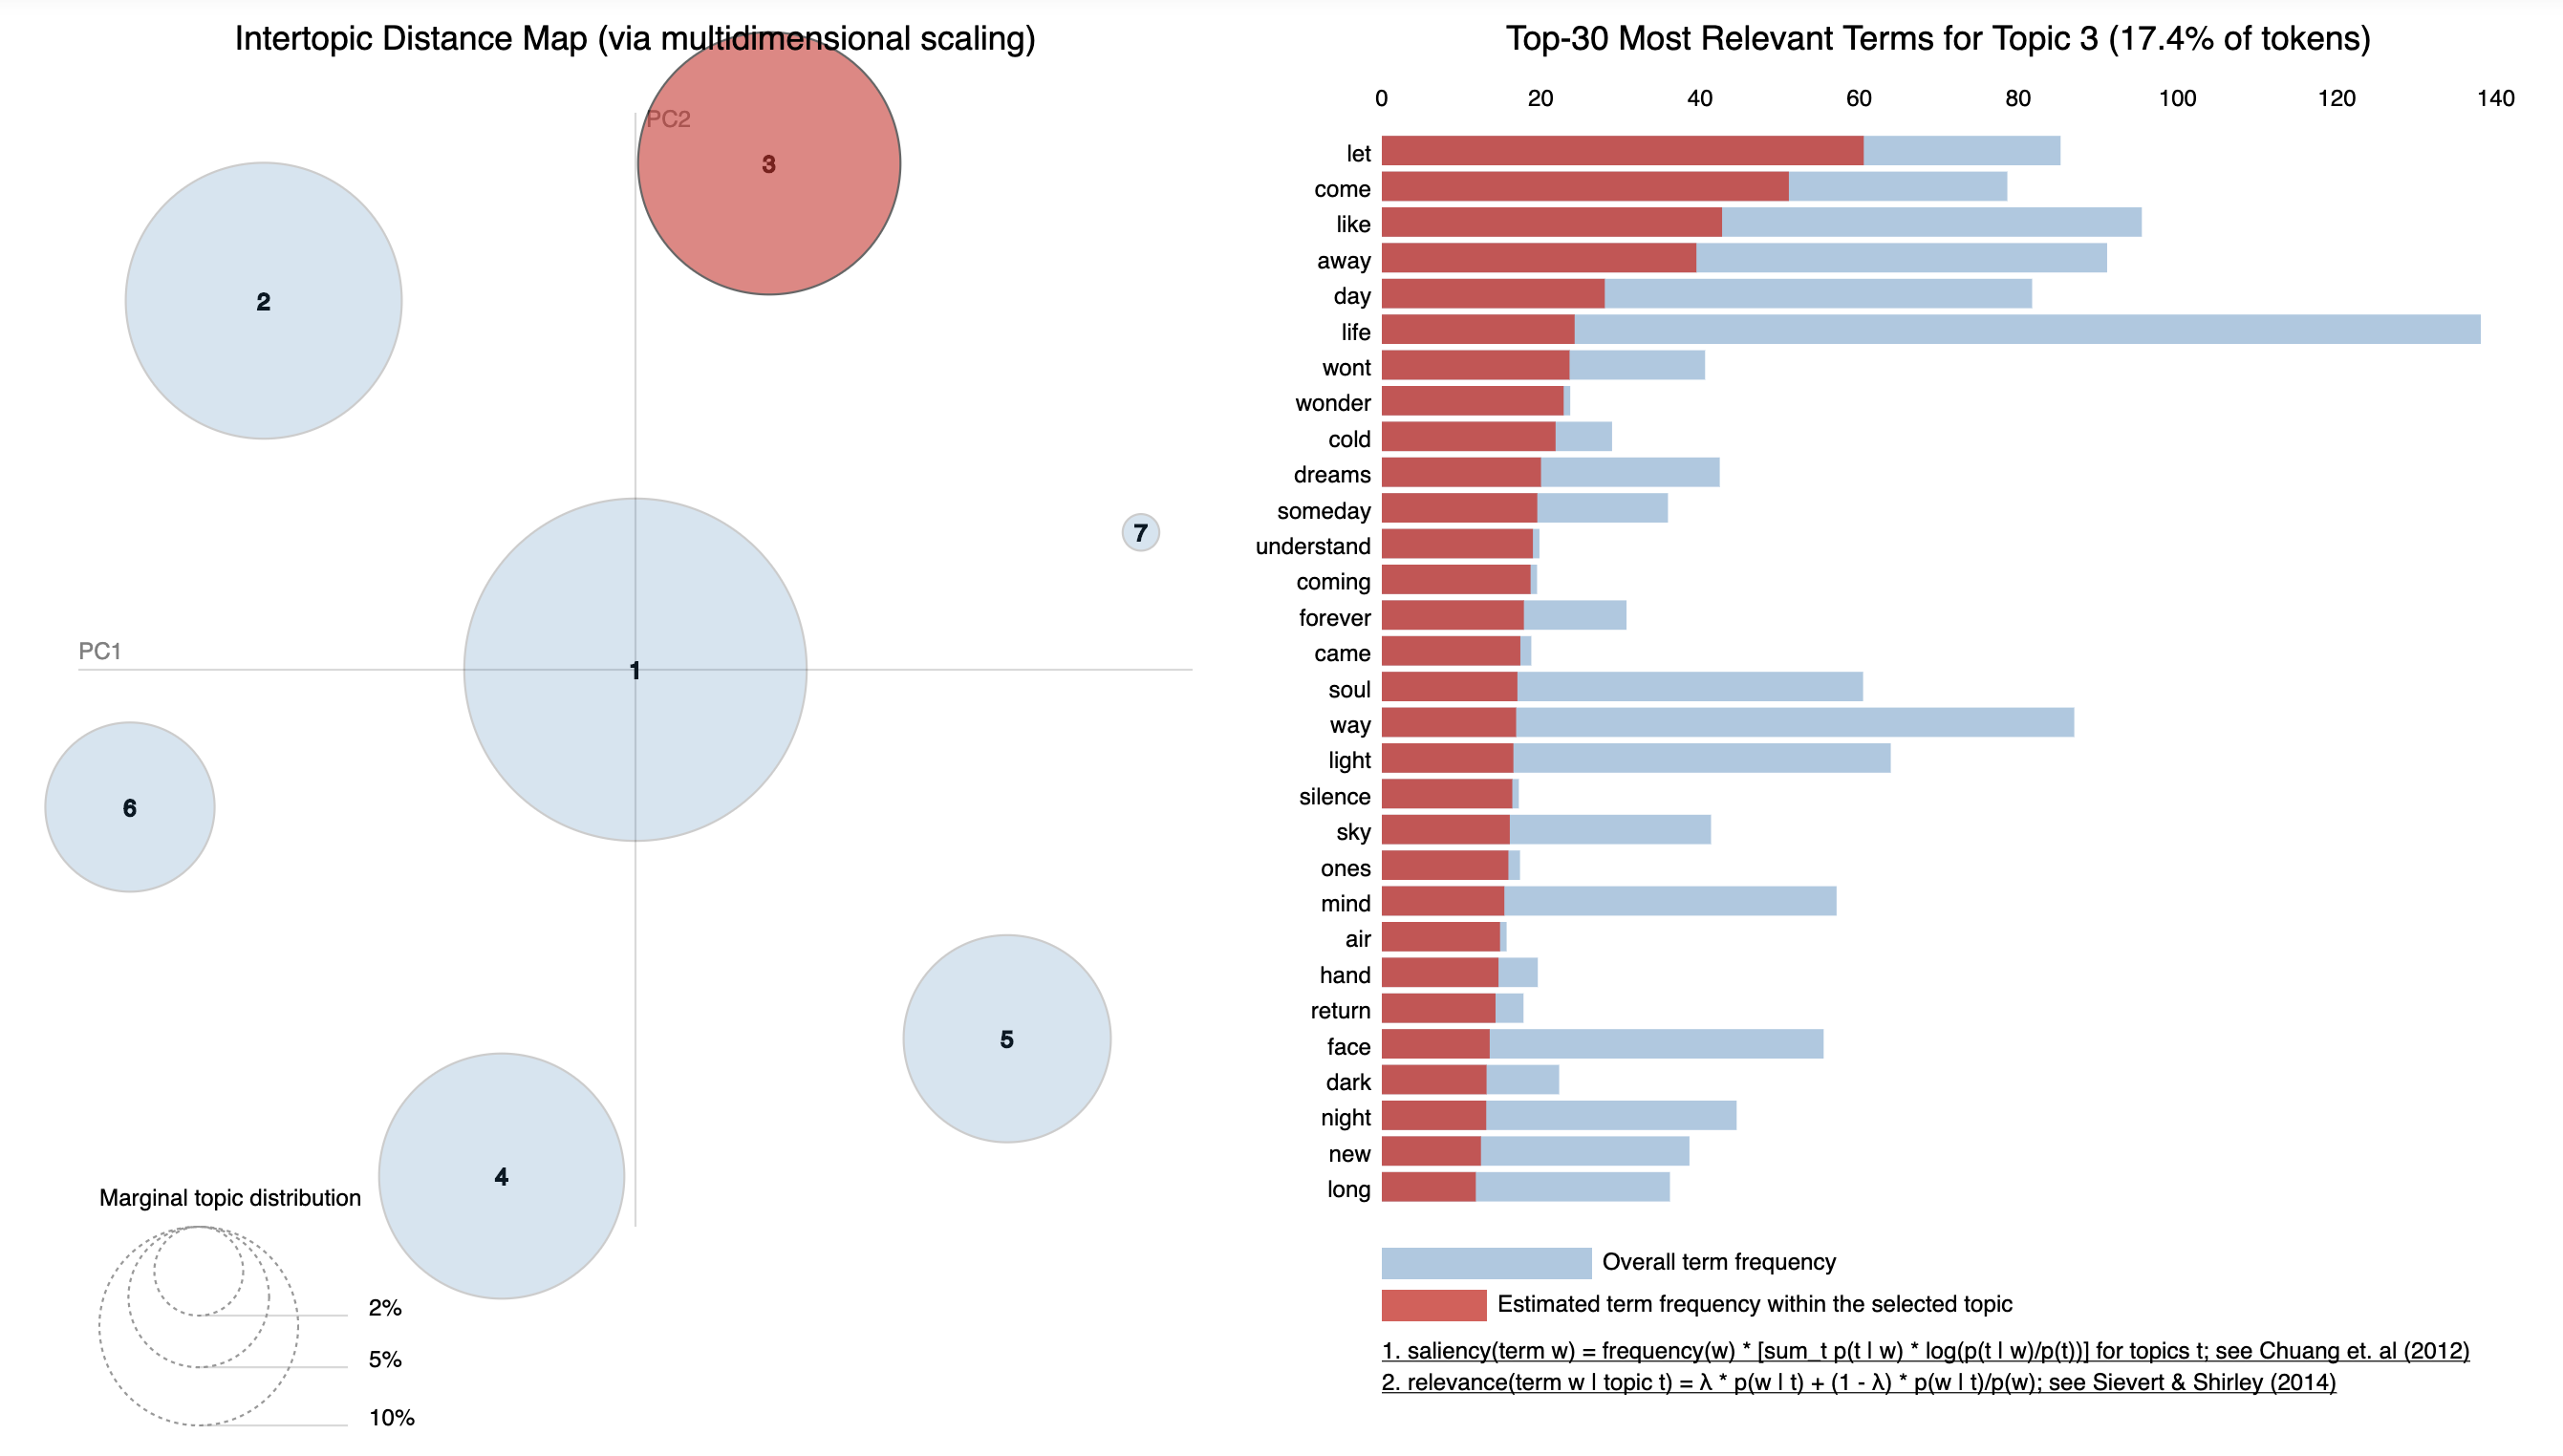 Intertopic Distance Map (via multidimensional scaling)
PC2
3
2
7
PC1
1
6
5
4
Marginal topic distribution
2%
5%
10%
Top-30 Most Relevant Terms for Topic 3 (17.4% of tokens)
0 20 40 60 80 100 120 140
let
come
like
away
day
life
wont
wonder
cold
dreams
someday
understand
coming
forever
came
soul
way
light
silence
sky
ones
mind
air
hand
return
face
dark
night
new
long
Overall term frequency
Estimated term frequency within the selected topic
1. saliency(term w) = frequency(w) * [sum_t p(t | w) * log(p(t | w)/p(t))] for topics t; see Chuang et. al (2012)
2. relevance(term w | topic t) = λ * p(w | t) + (1 - λ) * p(w | t)/p(w); see Sievert & Shirley (2014)